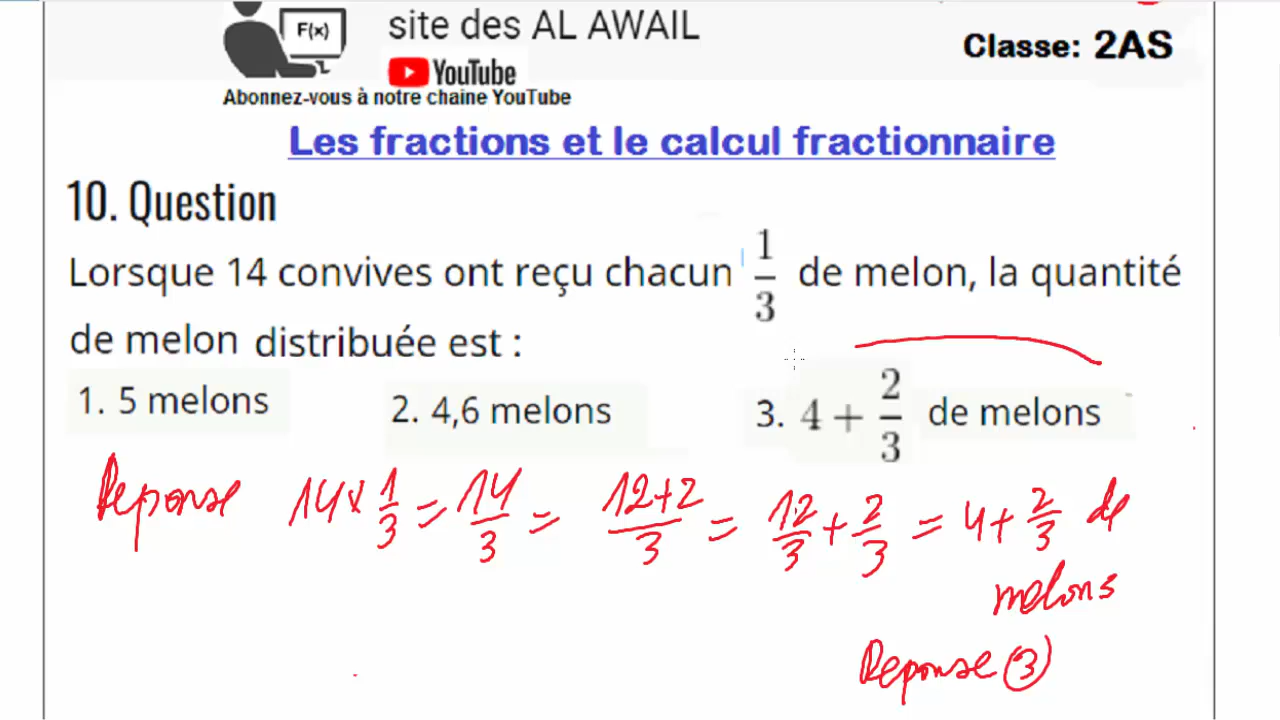 F(x)
site des AL AWAIL
Classe: 2AS
YouTube
Abonnez-vous à notre chaine YouTube
Les fractions et le calcul fractionnaire
10. Question
Lorsque 14 convives ont reçu chacun 1/3 de melon, la quantité
de melon distribuée est :
1. 5 melons 2. 4,6 melons 3. 4 + 2/3 de melons
Reponse 14 × 1/3 = 14/3 = 12+2/3 = 12/3 + 2/3 = 4 + 2/3 de
melons
Reponse 3